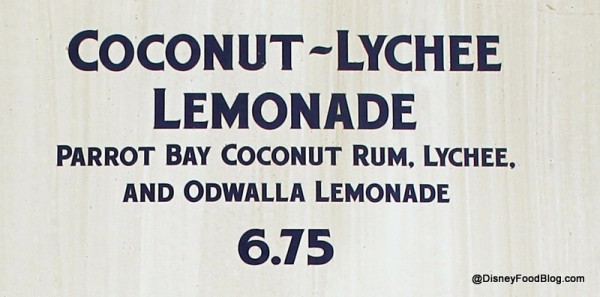 COCONUT~LYCHEE
LEMONADE
PARROT BAY COCONUT RUM, LYCHEE,
AND ODWALLA LEMONADE
6.75
@DisneyFoodBlog.com